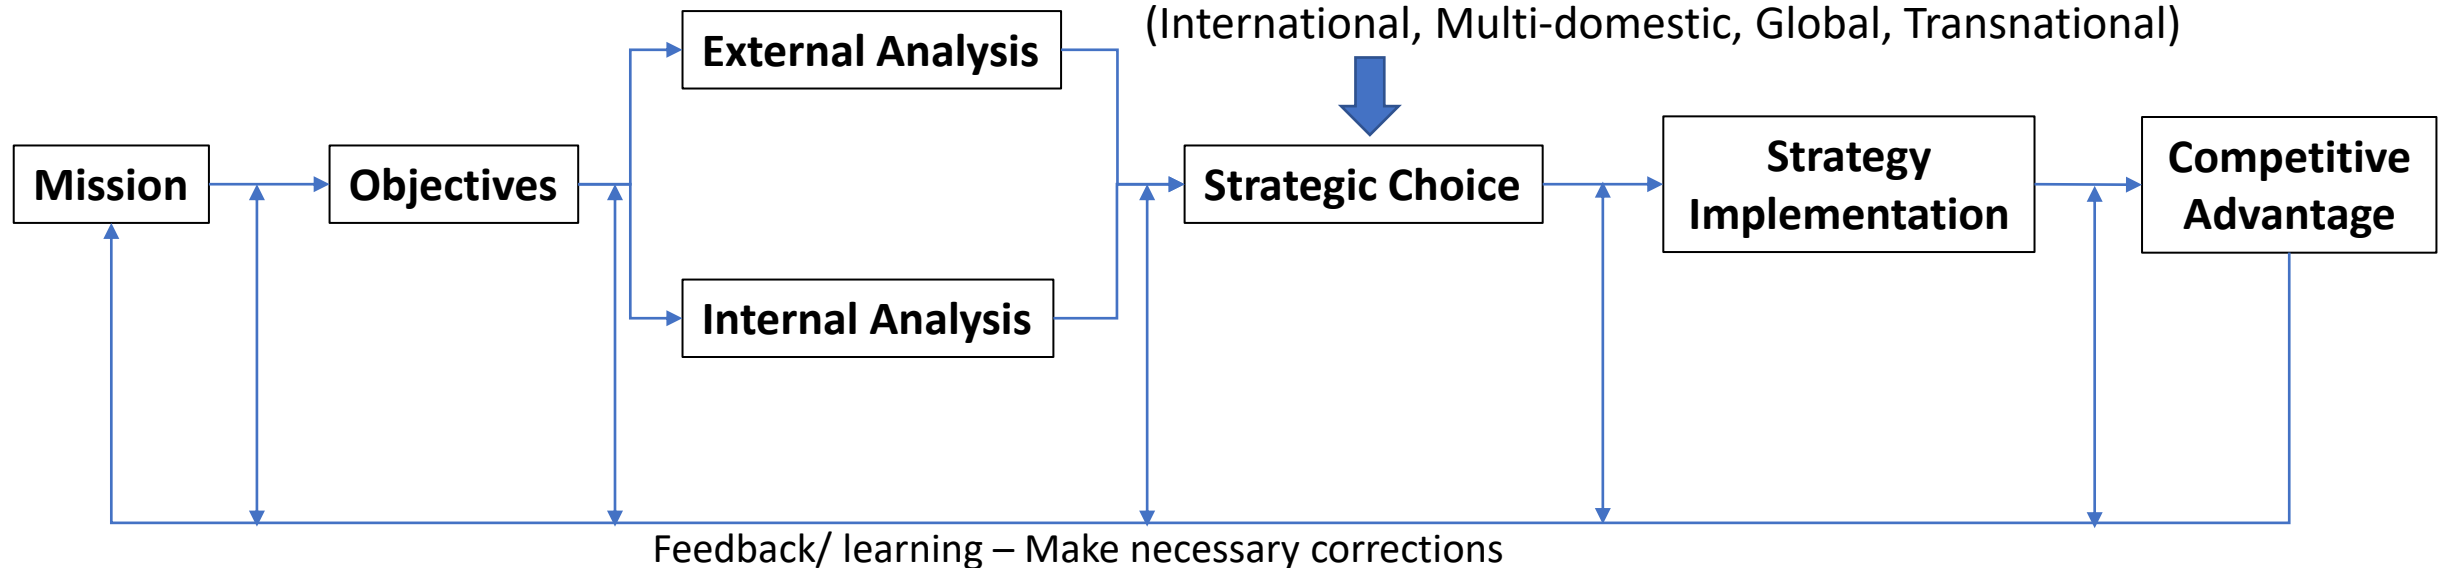 (International, Multi-domestic, Global, Transnational)
External Analysis
Mission
Objectives
Internal Analysis
Strategic Choice
Strategy
Implementation
Competitive
Advantage
Feedback/ learning – Make necessary corrections